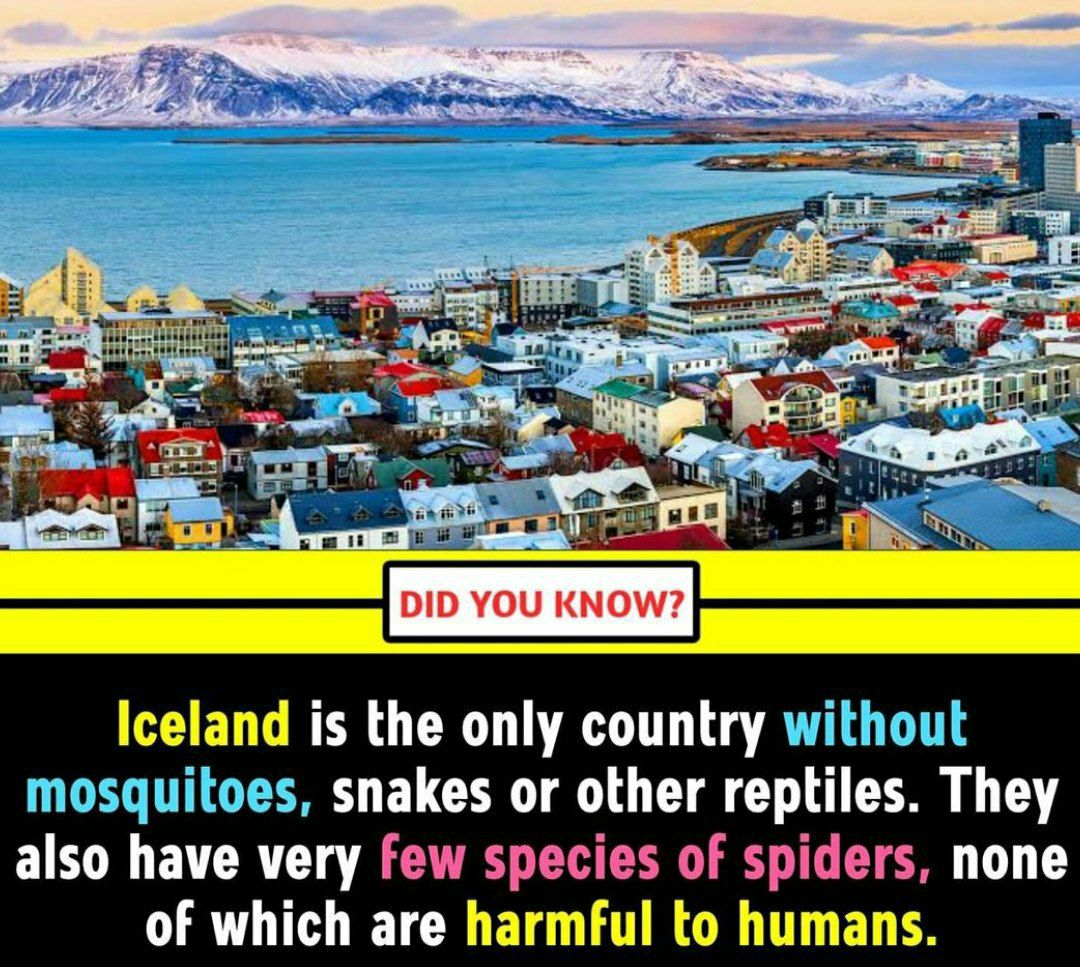 DID YOU KNOW?
Iceland is the only country without
mosquitoes, snakes or other reptiles. They
also have very few species of spiders, none
of which are harmful to humans.